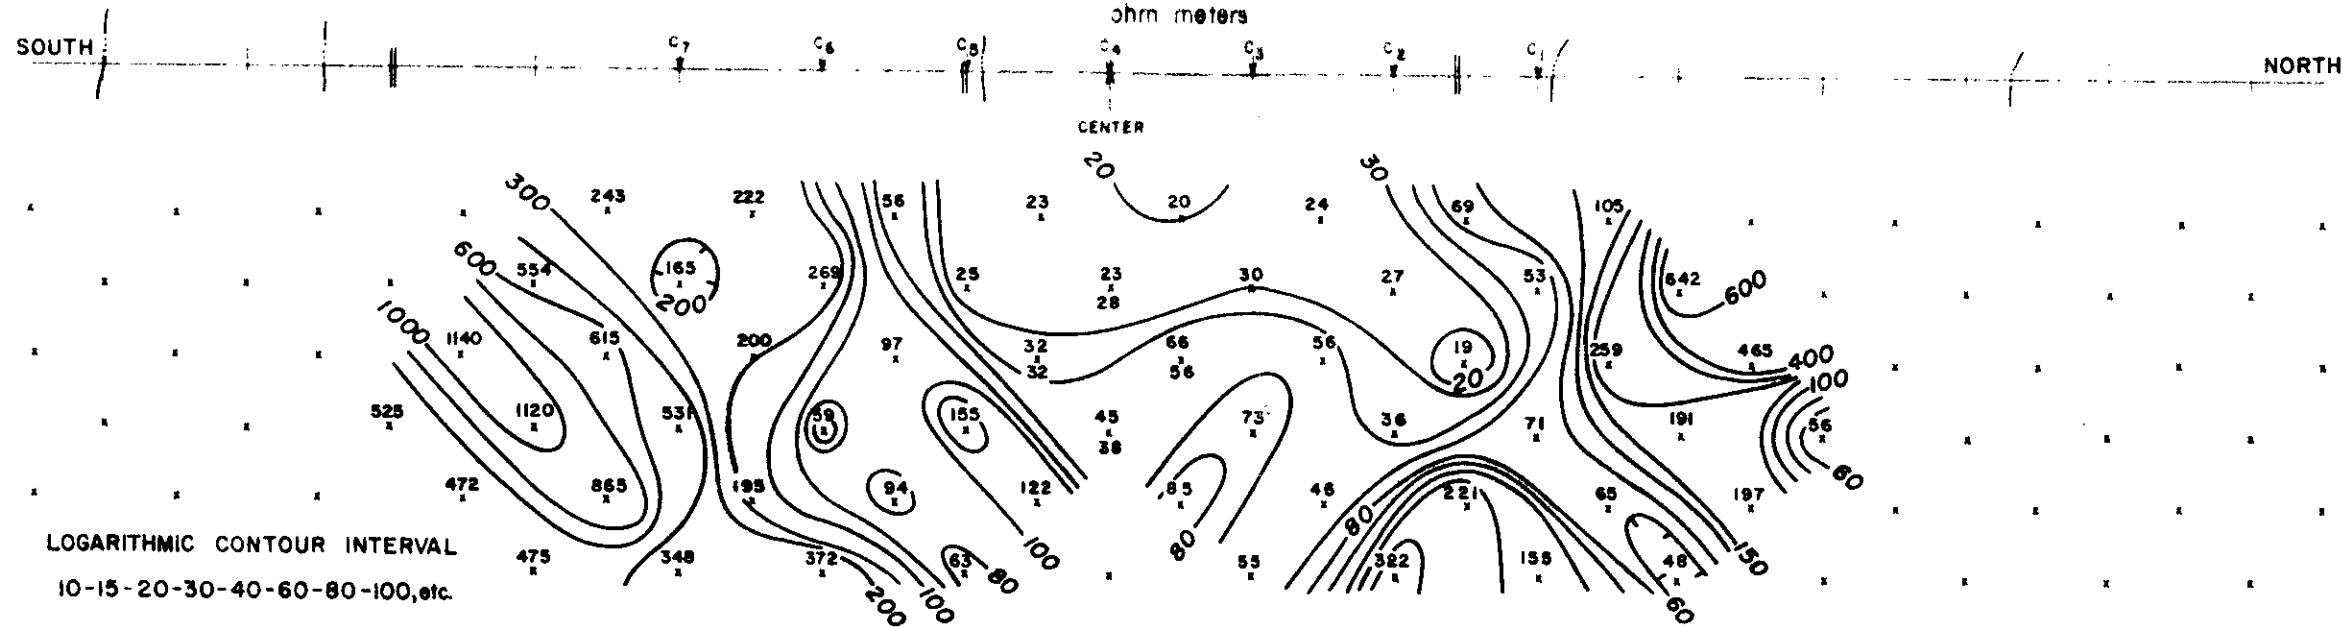 ohm meters
SOUTH C7 C6 C5 C4 C3 C2 C1 NORTH
CENTER
20 30
300 243 222 56 23 20 24 69 105
600 554 165 269 25 23 30 27 53 642 600
200 28
1000 1140 615 200 97 32 66 56 19 259 465 400
32 56 20 100
525 1120 531 59 155 45 73 36 71 191 56
38
472 865 195 94 122 85 46 221 65 197 60
80
LOGARITHMIC CONTOUR INTERVAL
475 348 372 63 80 100 80 55 322 155 48 150
10-15-20-30-40-60-80-100, etc.
200 100 60